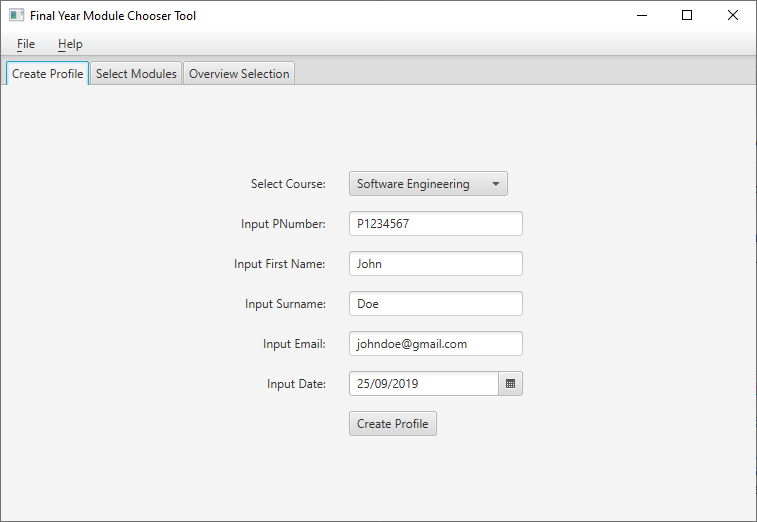 Final Year Module Chooser Tool
File Help
Create Profile Select Modules Overview Selection
Select Course: Software Engineering
Input PNumber: P1234567
Input First Name: John
Input Surname: Doe
Input Email: johndoe@gmail.com
Input Date: 25/09/2019
Create Profile